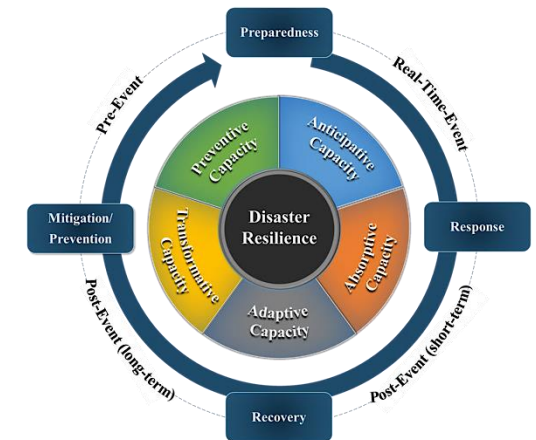 Preparedness
Pre-Event
Real-Time-Event
Preventive
Capacity
Anticipative
Capacity
Mitigation/
Prevention
Disaster
Resilience
Response
Transformative
Capacity
Absorptive
Capacity
Adaptive
Capacity
Post-Event (long-term)
Post-Event (short-term)
Recovery